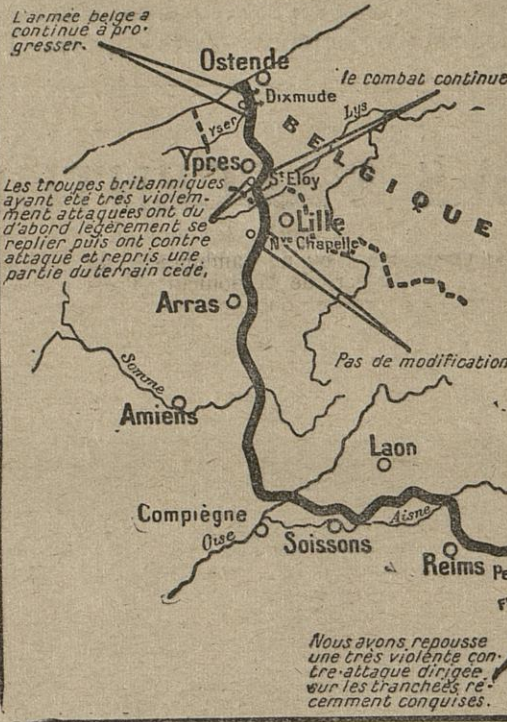 L'armée belge a
continué à pro-
gresser.
Ostende
Dixmude
Yser
le combat continue
Lys
BELGIQUE
Ypres
St Eloy
Les troupes britanniques
ayant été très violem-
ment attaquées ont du
d'abord légèrement se
replier puis ont contre
attaqué et repris une
partie du terrain cédé,
Lille
Nve Chapelle
Arras
Pas de modification
Somme
Amiens
Laon
Compiègne
Oise
Soissons
Aisne
Reims
Pe
Nous avons repoussé
une très violente con-
tre-attaque dirigée
sur les tranchées ré-
cemment conquises.